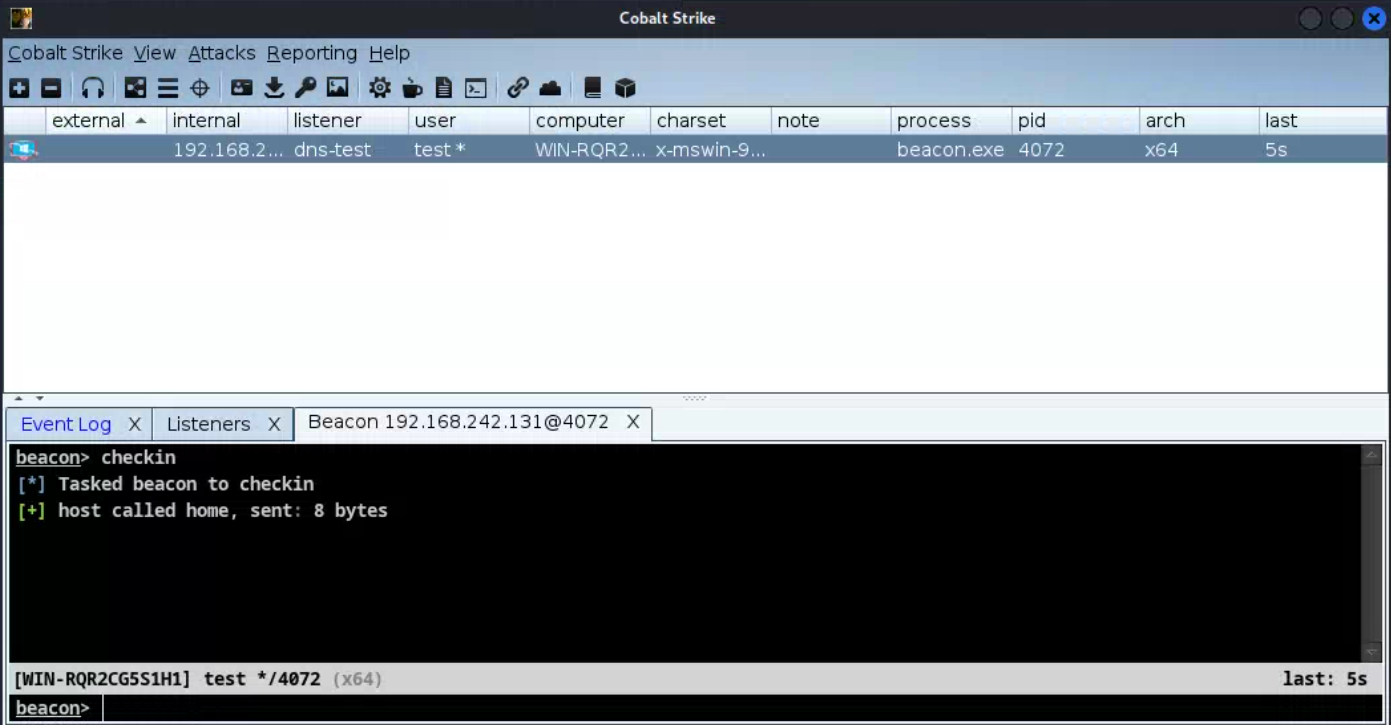 Cobalt Strike
Cobalt Strike View Attacks Reporting Help
external internal listener user computer charset note process pid arch last
192.168.2... dns-test test * WIN-RQR2... x-mswin-9... beacon.exe 4072 x64 5s
Event Log X Listeners X Beacon 192.168.242.131@4072 X
beacon> checkin
[*] Tasked beacon to checkin
[+] host called home, sent: 8 bytes
[WIN-RQR2CG5S1H1] test */4072 (x64) last: 5s
beacon>